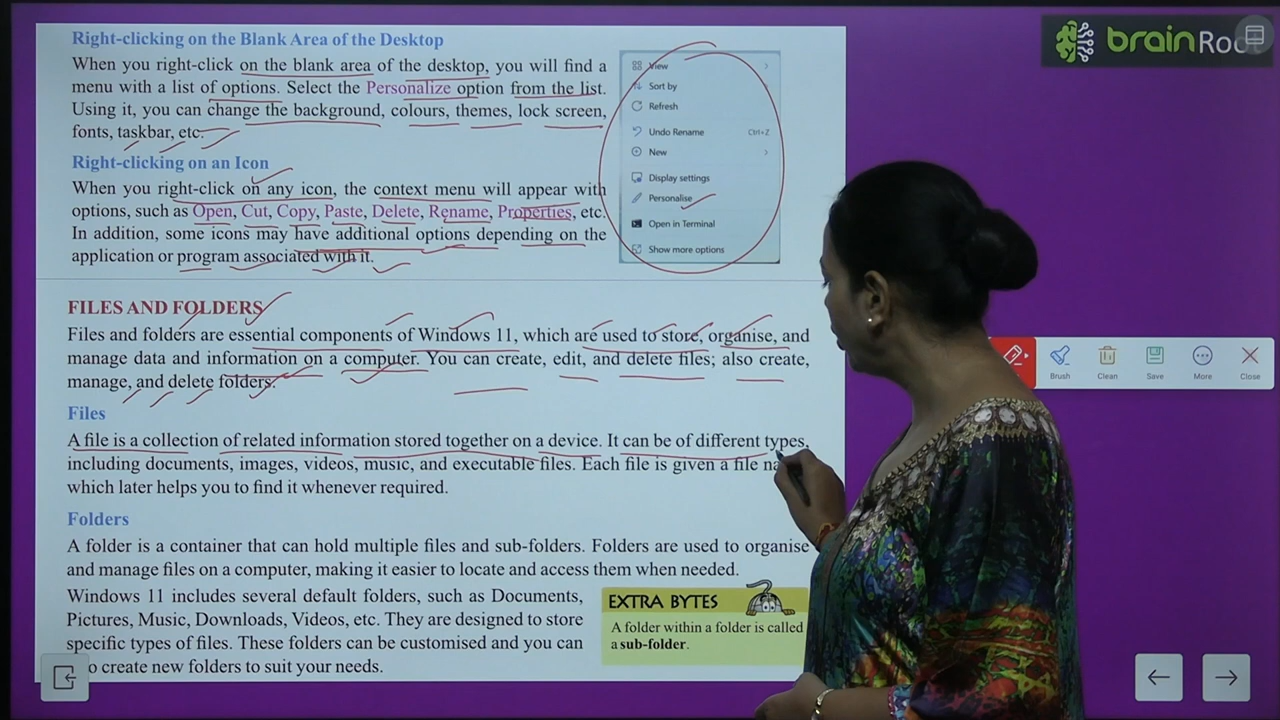 Right-clicking on the Blank Area of the Desktop
When you right-click on the blank area of the desktop, you will find a
menu with a list of options. Select the Personalize option from the list.
Using it, you can change the background, colours, themes, lock screen,
fonts, taskbar, etc.
Right-clicking on an Icon
When you right-click on any icon, the context menu will appear with
options, such as Open, Cut, Copy, Paste, Delete, Rename, Properties, etc.
In addition, some icons may have additional options depending on the
application or program associated with it.
View
Sort by
Refresh
Undo Rename Ctrl+Z
New
Display settings
Personalise
Open in Terminal
Show more options
FILES AND FOLDERS
Files and folders are essential components of Windows 11, which are used to store, organise, and
manage data and information on a computer. You can create, edit, and delete files; also create,
manage, and delete folders.
Files
A file is a collection of related information stored together on a device. It can be of different types,
including documents, images, videos, music, and executable files. Each file is given a file
which later helps you to find it whenever required.
Folders
A folder is a container that can hold multiple files and sub-folders. Folders are used to organise
and manage files on a computer, making it easier to locate and access them when needed.
Windows 11 includes several default folders, such as Documents,
Pictures, Music, Downloads, Videos, etc. They are designed to store
specific types of files. These folders can be customised and you can
create new folders to suit your needs.
EXTRA BYTES
A folder within a folder is called
a sub-folder.
brain
Brush Clean Save More Close